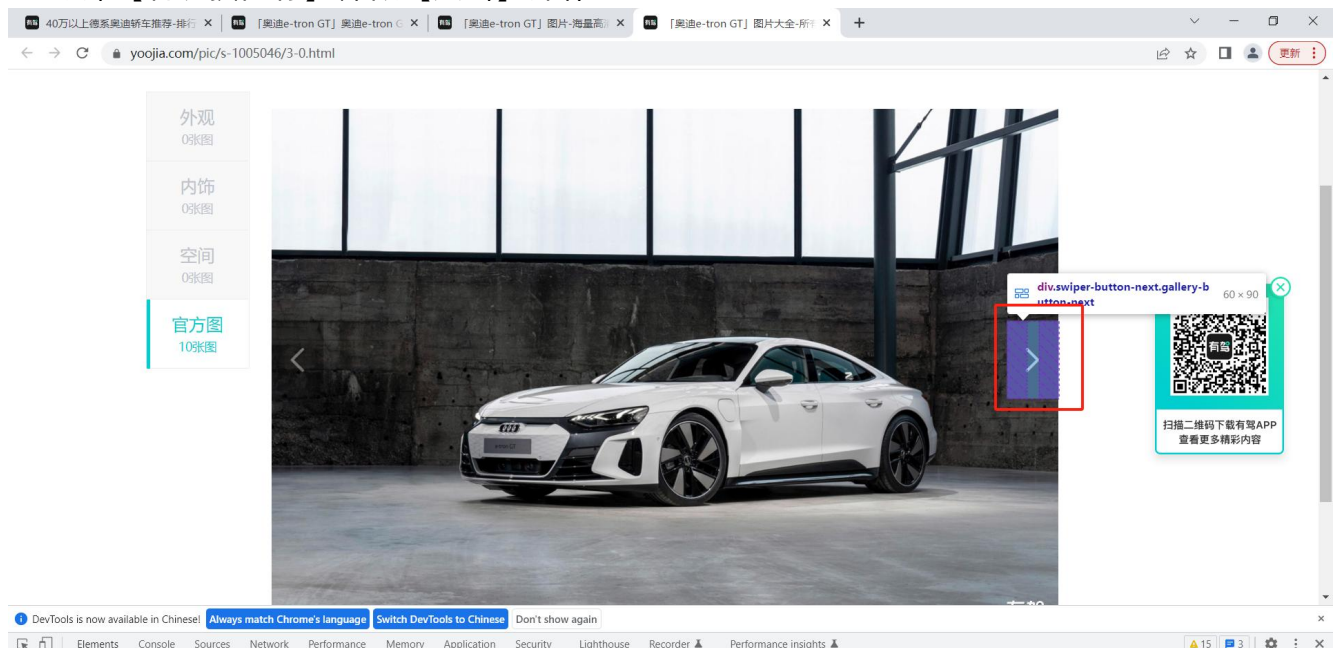 40万以上德系奥迪轿车推荐-排行
「奥迪e-tron GT」奥迪e-tron G
「奥迪e-tron GT」图片-海量高
「奥迪e-tron GT」图片大全-所有
yoojia.com/pic/s-1005046/3-0.html
更新
外观
0张图
内饰
0张图
空间
0张图
官方图
10张图
div.swiper-button-next.gallery-b
utton-next
60 × 90
有驾
扫描二维码下载有驾APP
查看更多精彩内容
DevTools is now available in Chinese! Always match Chrome's language Switch DevTools to Chinese Don't show again
Elements Console Sources Network Performance Memory Application Security Lighthouse Recorder Performance insights 15 3